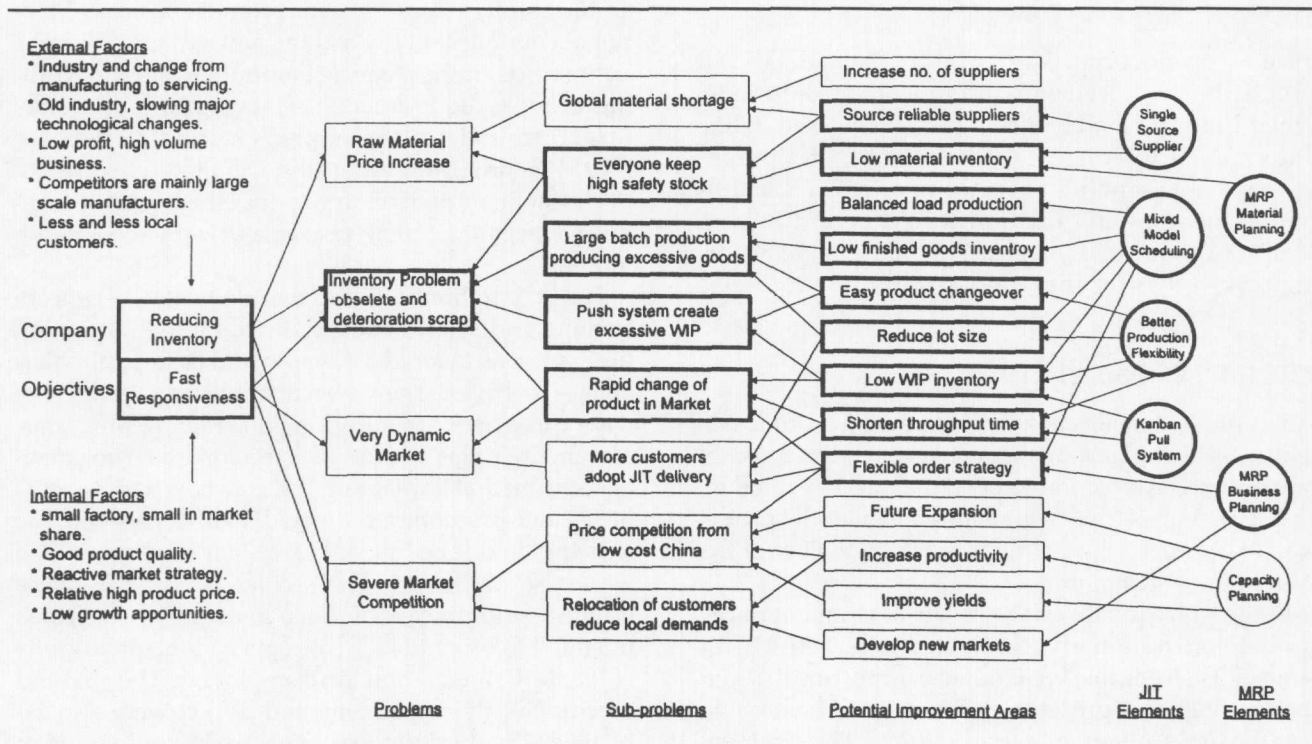 External Factors
* Industry and change from
manufacturing to servicing.
* Old industry, slowing major
technological changes.
* Low profit, high volume
business.
* Competitors are mainly large
scale manufacturers.
* Less and less local
customers.
Company
Objectives
Reducing
Inventory
Fast
Responsiveness
Internal Factors
* small factory, small in market
share.
* Good product quality.
* Reactive market strategy.
* Relative high product price.
* Low growth apportunities.
Raw Material
Price Increase
Inventory Problem
-obselete and
deterioration scrap
Very Dynamic
Market
Severe Market
Competition
Problems
Global material shortage
Everyone keep
high safety stock
Large batch production
producing excessive goods
Push system create
excessive WIP
Rapid change of
product in Market
More customers
adopt JIT delivery
Price competition from
low cost China
Relocation of customers
reduce local demands
Sub-problems
Increase no. of suppliers
Source reliable suppliers
Low material inventory
Balanced load production
Low finished goods inventroy
Easy product changeover
Reduce lot size
Low WIP inventory
Shorten throughput time
Flexible order strategy
Future Expansion
Increase productivity
Improve yields
Develop new markets
Potential Improvement Areas
Single
Source
Supplier
Mixed
Model
Scheduling
Better
Production
Flexibility
Kanban
Pull
System
JIT
Elements
MRP
Material
Planning
MRP
Business
Planning
Capacity
Planning
MRP
Elements